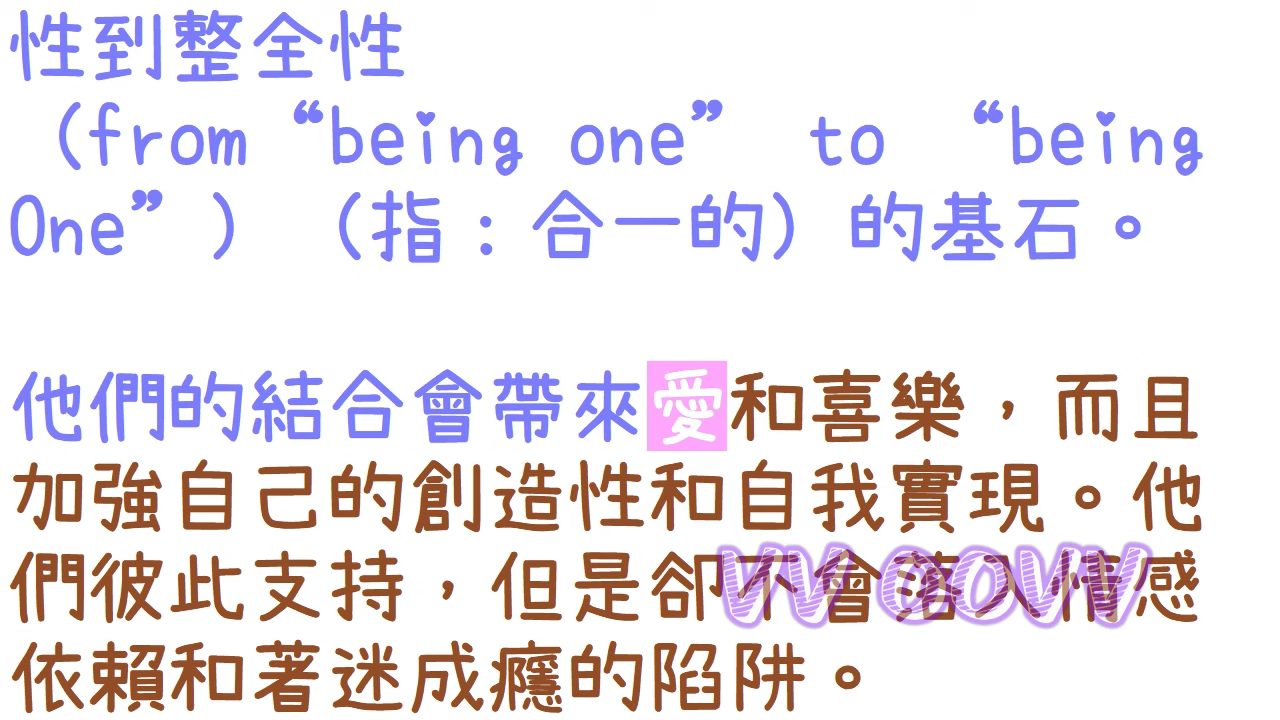 性到整全性
（from“being one” to “being
One”）（指：合一的）的基石。
他們的結合會帶來愛和喜樂，而且
加強自己的創造性和自我實現。他
們彼此支持，但是卻不會落入情感
依賴和著迷成癮的陷阱。
VV OOVV